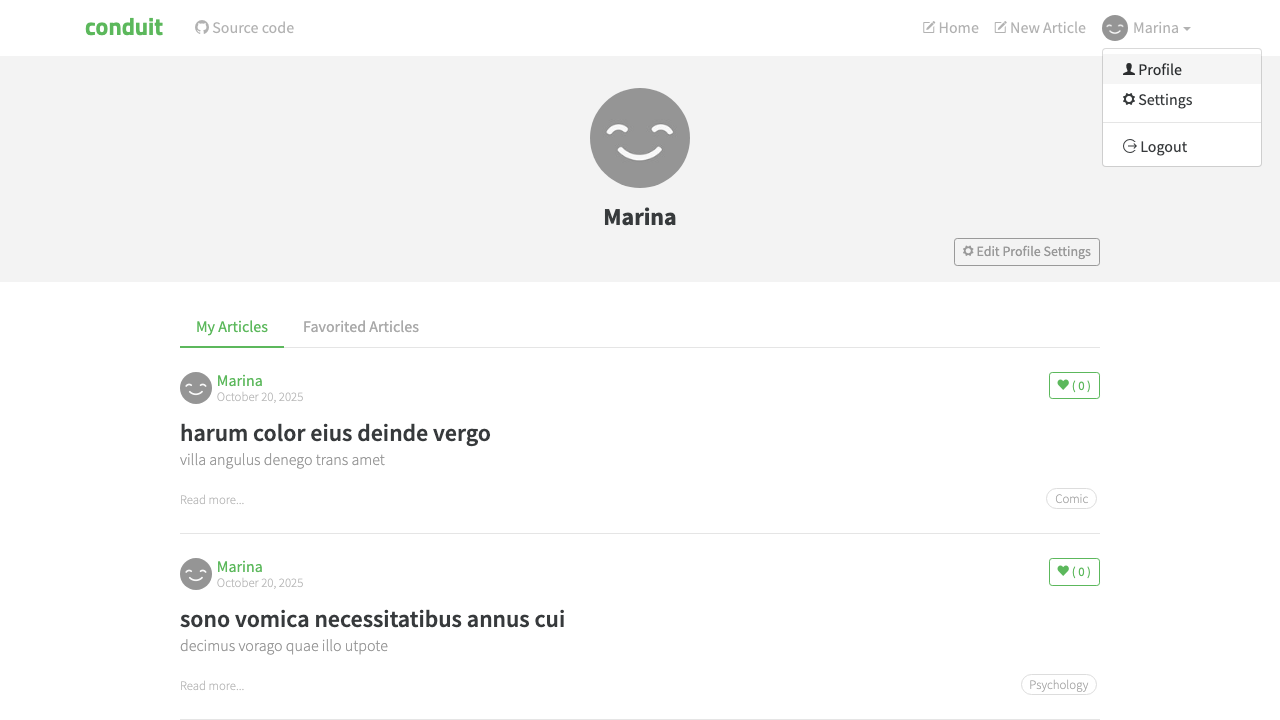 conduit
Source code
Home
New Article
Marina
Profile
Settings
Logout
Marina
Edit Profile Settings
My Articles
Favorited Articles
Marina
October 20, 2025
( 0 )
harum color eius deinde vergo
villa angulus denego trans amet
Read more...
Comic
Marina
October 20, 2025
( 0 )
sono vomica necessitatibus annus cui
decimus vorago quae illo utpote
Read more...
Psychology